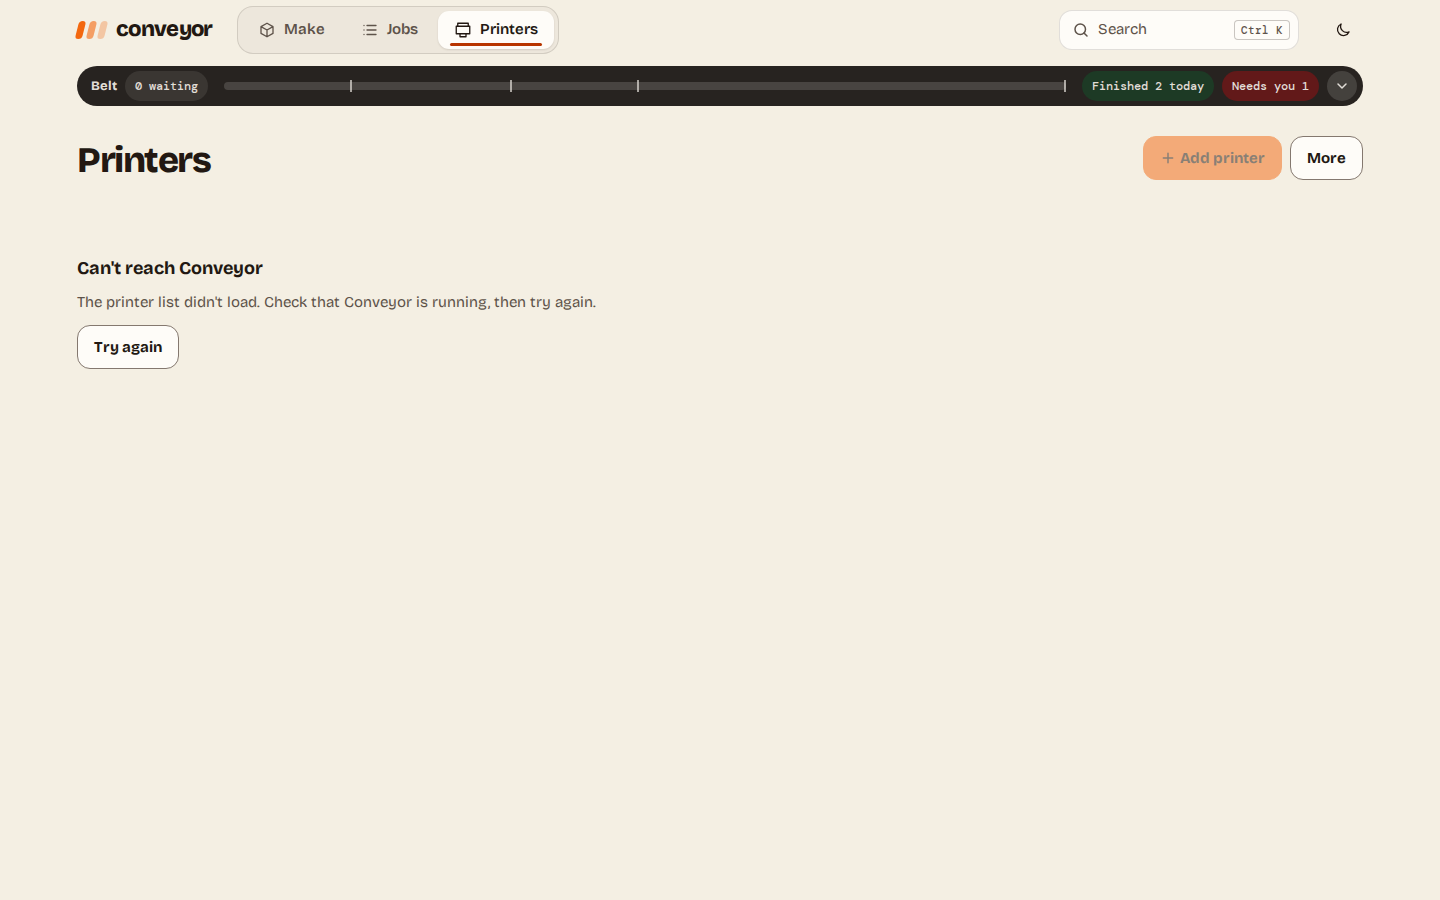 conveyor
Make
Jobs
Printers
Search
Ctrl K
Belt
0 waiting
Finished 2 today
Needs you 1
Printers
+ Add printer
More
Can't reach Conveyor
The printer list didn't load. Check that Conveyor is running, then try again.
Try again